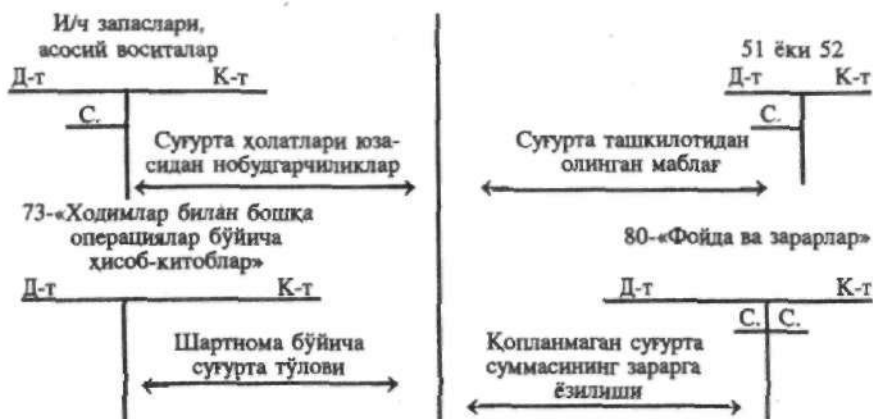 И/ч запаслари,
асосий воситалар
Д-т К-т
С.
Суғурта ҳолатлари юза-
сидан нобудгарчиликлар
73-«Ходимлар билан бошқа
операциялар бўйича
ҳисоб-китоблар»
Д-т К-т
Шартнома бўйича
суғурта тўлови
51 ёки 52
Д-т К-т
С.
Суғурта ташкилотидан
олинган маблағ
80-«Фойда ва зарарлар»
Д-т К-т
С. С.
Қопланмаган суғурта
суммасининг зарарга
ёзилиши